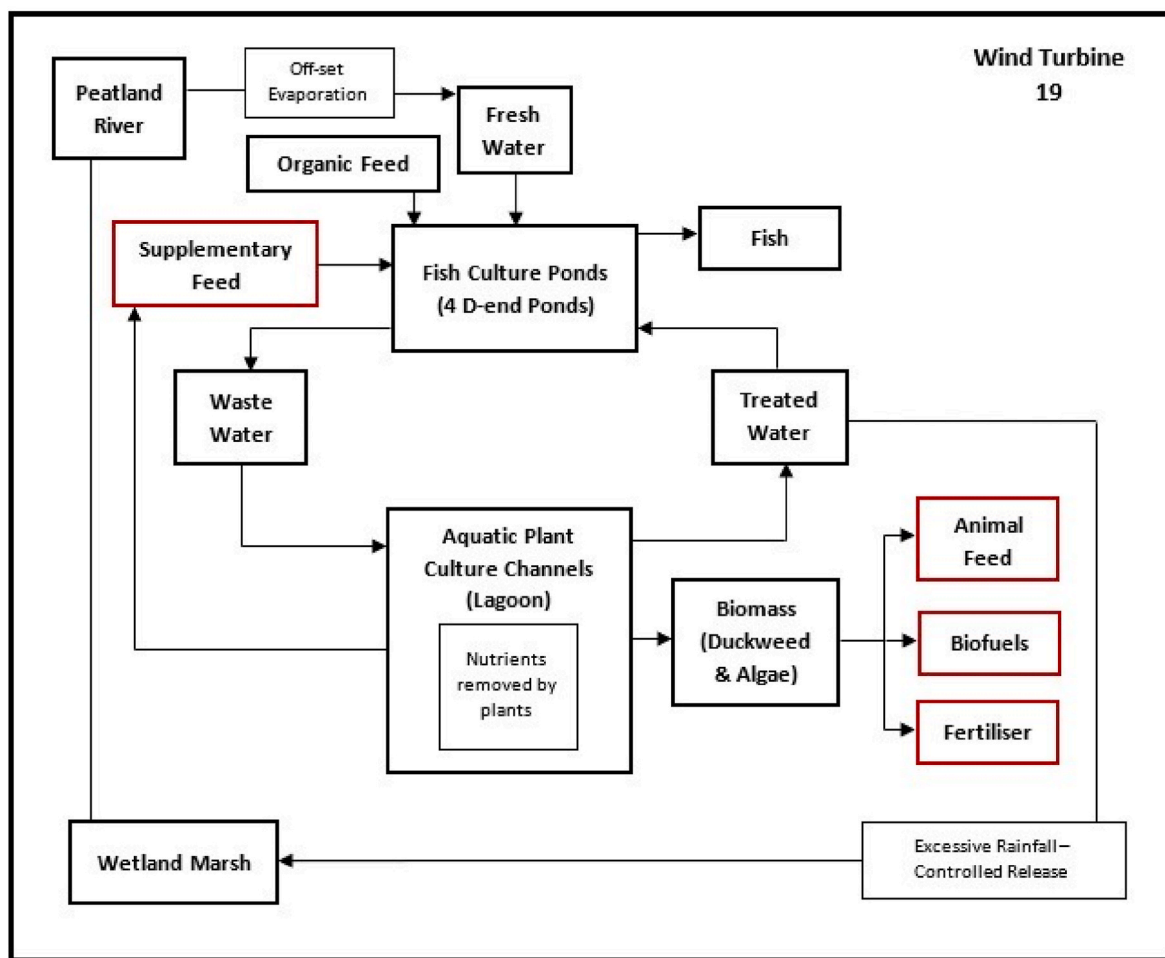 Wind Turbine
19
Off-set
Evaporation
Peatland
River
Fresh
Water
Organic Feed
Supplementary
Feed
Fish Culture Ponds
(4 D-end Ponds)
Fish
Waste
Water
Treated
Water
Aquatic Plant
Culture Channels
(Lagoon)
Nutrients
removed by
plants
Biomass
(Duckweed
& Algae)
Animal
Feed
Biofuels
Fertiliser
Wetland Marsh
Excessive Rainfall–
Controlled Release